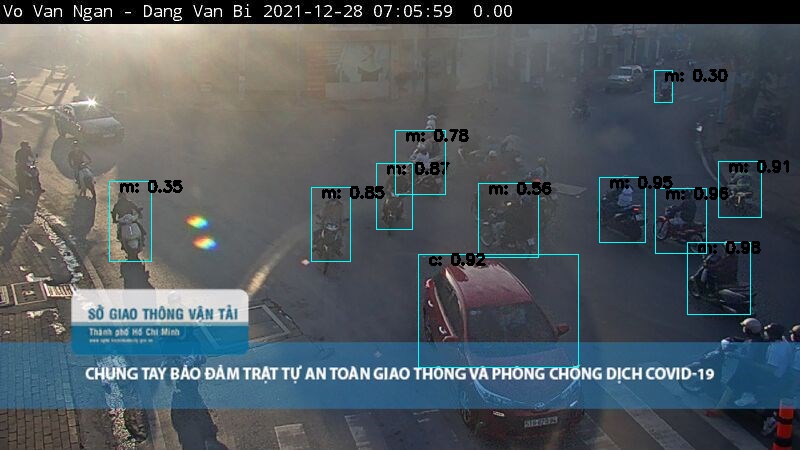 Vo Van Ngan - Dang Van Bi 2021-12-28 07:05:59  0.00
m: 0.30
m: 0.78
m: 0.87
m: 0.91
m: 0.35
m: 0.85
m: 0.56
m: 0.95
m: 0.96
m: 0.98
c: 0.92
SỞ GIAO THÔNG VẬN TẢI
Thành phố Hồ Chí Minh
CHUNG TAY BẢO ĐẢM TRẬT TỰ AN TOÀN GIAO THÔNG VÀ PHÒNG CHỐNG DỊCH COVID-19